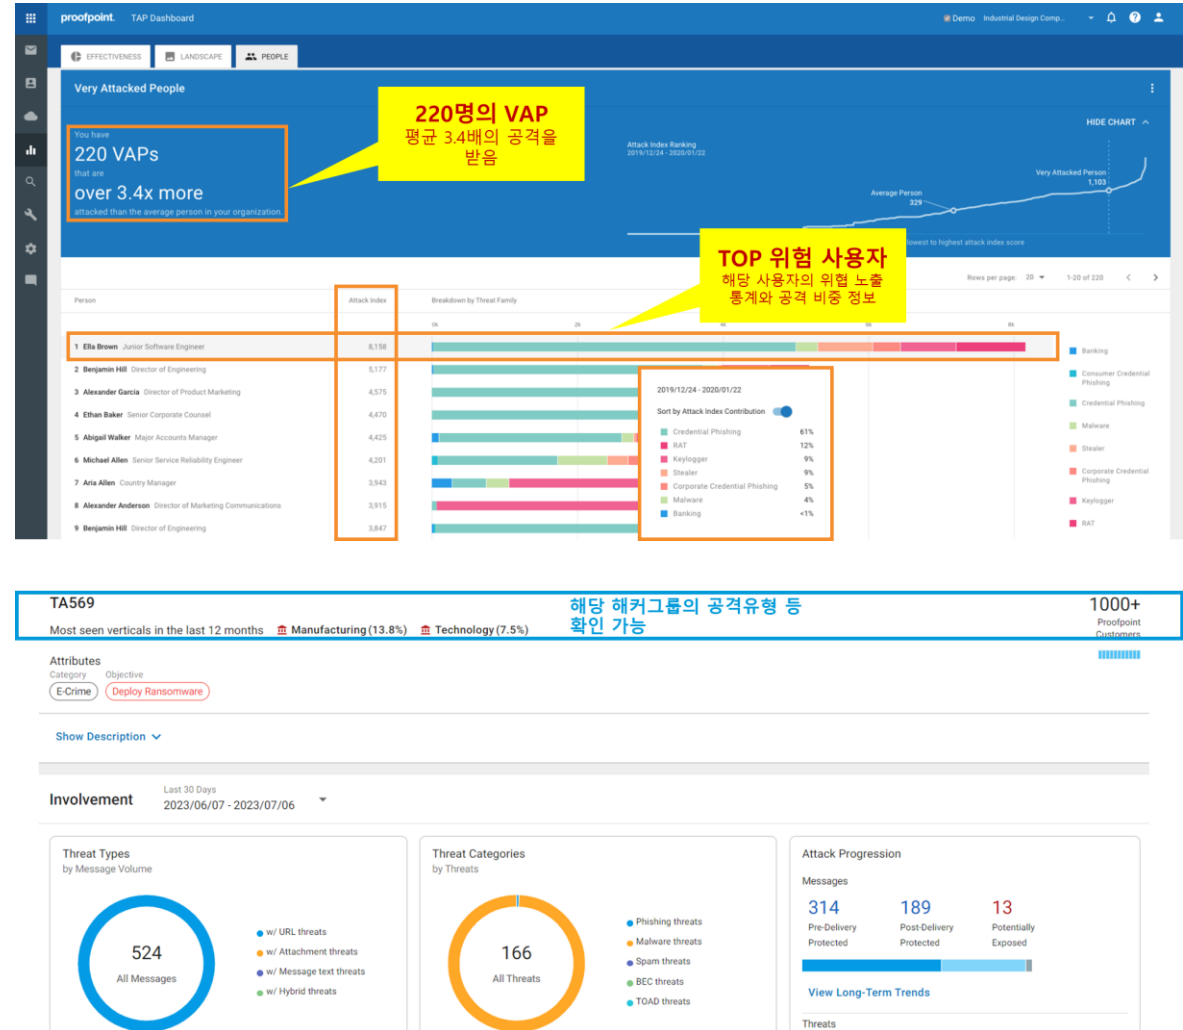 proofpoint. TAP Dashboard
Demo Industrial Design Comp...
EFFECTIVENESS
LANDSCAPE
PEOPLE
Very Attacked People
220명의 VAP
평균 3.4배의 공격을
받음
HIDE CHART
You have
220 VAPs
that are
over 3.4x more
attacked than the average person in your organization.
Attack Index Ranking
2019/12/24 - 2020/01/22
Very Attacked Person
1,103
Average Person
329
lowest to highest attack index score
TOP 위험 사용자
해당 사용자의 위협 노출
통계와 공격 비중 정보
Rows per page: 20
1-20 of 220
Person
Attack Index
Breakdown by Threat Family
0k
2k
4k
6k
8k
1 Ella Brown Junior Software Engineer 8,158
2 Benjamin Hill Director of Engineering 5,177
3 Alexander Garcia Director of Product Marketing 4,575
4 Ethan Baker Senior Corporate Counsel 4,470
5 Abigail Walker Major Accounts Manager 4,425
6 Michael Allen Senior Service Reliability Engineer 4,201
7 Aria Allen Country Manager 3,943
8 Alexander Anderson Director of Marketing Communications 3,915
9 Benjamin Hill Director of Engineering 3,847
2019/12/24 - 2020/01/22
Sort by Attack Index Contribution
Credential Phishing 61%
RAT 12%
Keylogger 9%
Stealer 9%
Corporate Credential Phishing 5%
Malware 4%
Banking <1%
Banking
Consumer Credential
Phishing
Credential Phishing
Malware
Stealer
Corporate Credential
Phishing
Keylogger
RAT
TA569
해당 해커그룹의 공격유형 등
확인 가능
1000+
Proofpoint
Customers
Most seen verticals in the last 12 months Manufacturing (13.8%) Technology (7.5%)
Attributes
Category
Objective
E-Crime
Deploy Ransomware
Show Description
Involvement
Last 30 Days
2023/06/07 - 2023/07/06
Threat Types
by Message Volume
524
All Messages
w/ URL threats
w/ Attachment threats
w/ Message text threats
w/ Hybrid threats
Threat Categories
by Threats
166
All Threats
Phishing threats
Malware threats
Spam threats
BEC threats
TOAD threats
Attack Progression
Messages
314
Pre-Delivery
Protected
189
Post-Delivery
Protected
13
Potentially
Exposed
View Long-Term Trends
Threats